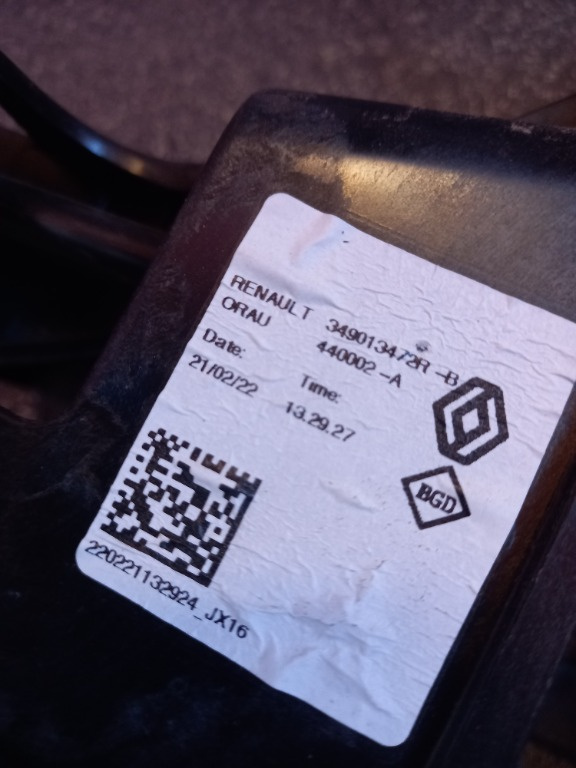 RENAULT 349013472R -B
ORAU 440002 -A
Date: Time:
21/02/22 13.29.27
BGD
220221132924_JX16